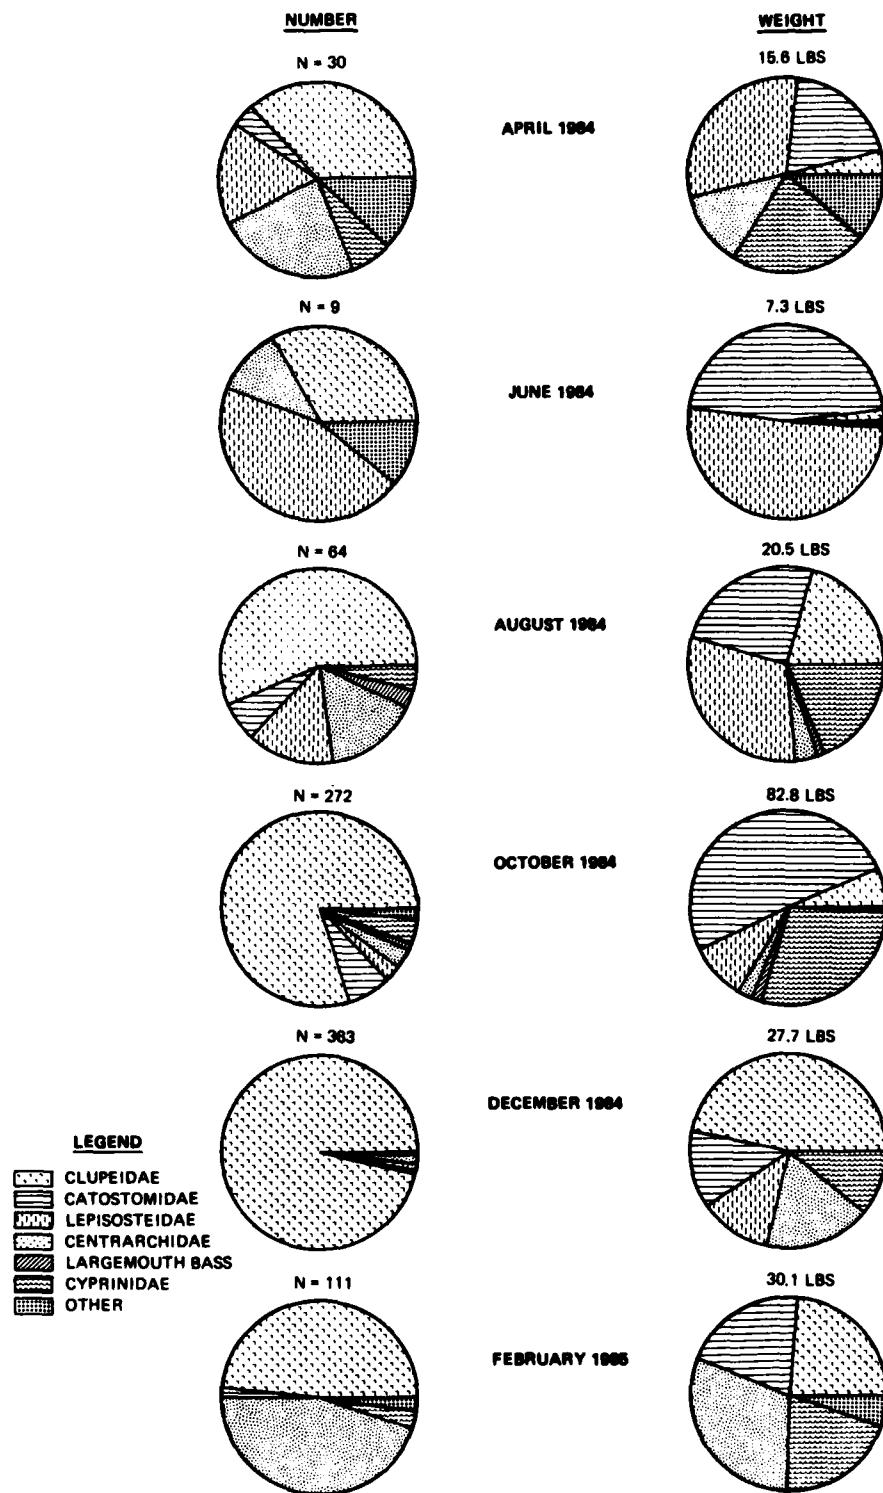 NUMBER
WEIGHT
N = 30
15.6 LBS
APRIL 1984
N = 9
7.3 LBS
JUNE 1984
N = 64
20.5 LBS
AUGUST 1984
N = 272
82.8 LBS
OCTOBER 1984
N = 363
27.7 LBS
DECEMBER 1984
LEGEND
CLUPEIDAE
CATOSTOMIDAE
LEPISOSTEIDAE
CENTRARCHIDAE
LARGEMOUTH BASS
CYPRINIDAE
OTHER
N = 111
30.1 LBS
FEBRUARY 1985